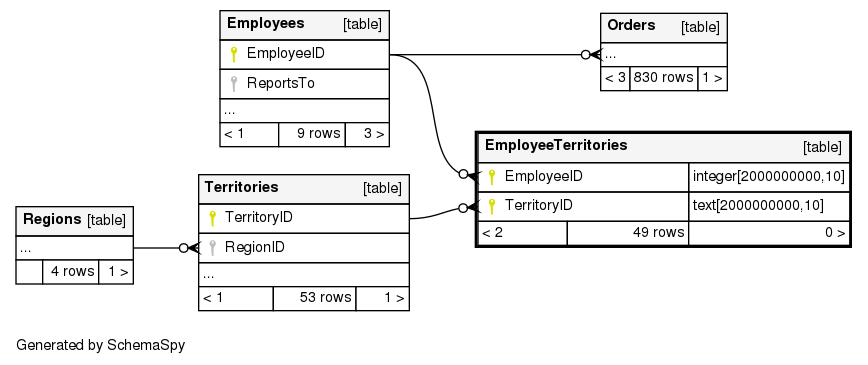 Employees [table]
EmployeeID
ReportsTo
...
< 1 9 rows 3 >
Orders [table]
...
< 3 830 rows 1 >
EmployeeTerritories [table]
EmployeeID integer[2000000000,10]
TerritoryID text[2000000000,10]
< 2 49 rows 0 >
Territories [table]
TerritoryID
RegionID
...
< 1 53 rows 1 >
Regions [table]
...
4 rows 1 >
Generated by SchemaSpy